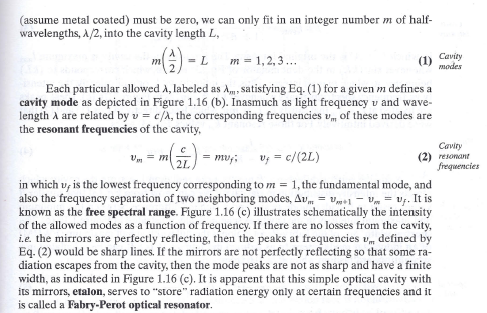 (assume metal coated) must be zero, we can only fit in an integer number m of half-
wavelengths, λ/2, into the cavity length L,
m(λ/2) = L m = 1, 2, 3 ... (1) Cavity modes
Each particular allowed λ, labeled as λm, satisfying Eq. (1) for a given m defines a
cavity mode as depicted in Figure 1.16 (b). Inasmuch as light frequency υ and wave-
length λ are related by υ = c/λ, the corresponding frequencies υm of these modes are
the resonant frequencies of the cavity,
υm = m(c/2L) = mυf; υf = c/(2L) (2) Cavity resonant frequencies
in which υf is the lowest frequency corresponding to m = 1, the fundamental mode, and
also the frequency separation of two neighboring modes, Δυm = υm+1 − υm = υf. It is
known as the free spectral range. Figure 1.16 (c) illustrates schematically the intensity
of the allowed modes as a function of frequency. If there are no losses from the cavity,
i.e. the mirrors are perfectly reflecting, then the peaks at frequencies υm defined by
Eq. (2) would be sharp lines. If the mirrors are not perfectly reflecting so that some ra-
diation escapes from the cavity, then the mode peaks are not as sharp and have a finite
width, as indicated in Figure 1.16 (c). It is apparent that this simple optical cavity with
its mirrors, etalon, serves to "store" radiation energy only at certain frequencies and it
is called a Fabry-Perot optical resonator.